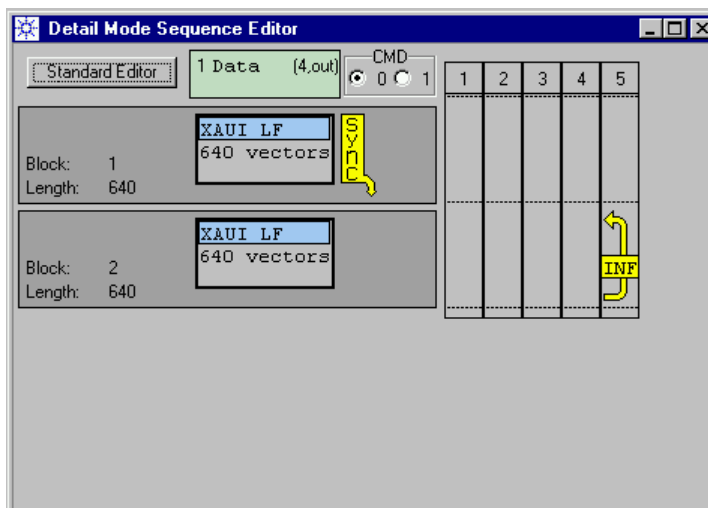 Detail Mode Sequence Editor
Standard Editor
1 Data (4,out)
CMD
0 1
1 2 3 4 5
XAUI LF
640 vectors
Sync
Block: 1
Length: 640
XAUI LF
640 vectors
Block: 2
Length: 640
INF